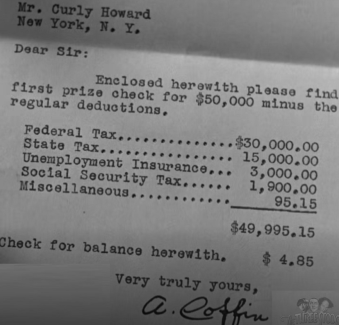 Mr. Curly Howard
New York, N. Y.
Dear Sir:
Enclosed herewith please find
first prize check for $50,000 minus the
regular deductions.
Federal Tax..............$30,000.00
State Tax................ 15,000.00
Unemployment Insurance... 3,000.00
Social Security Tax...... 1,900.00
Miscellaneous............ 95.15
$49,995.15
Check for balance herewith. $ 4.85
Very truly yours,
A. Coffin